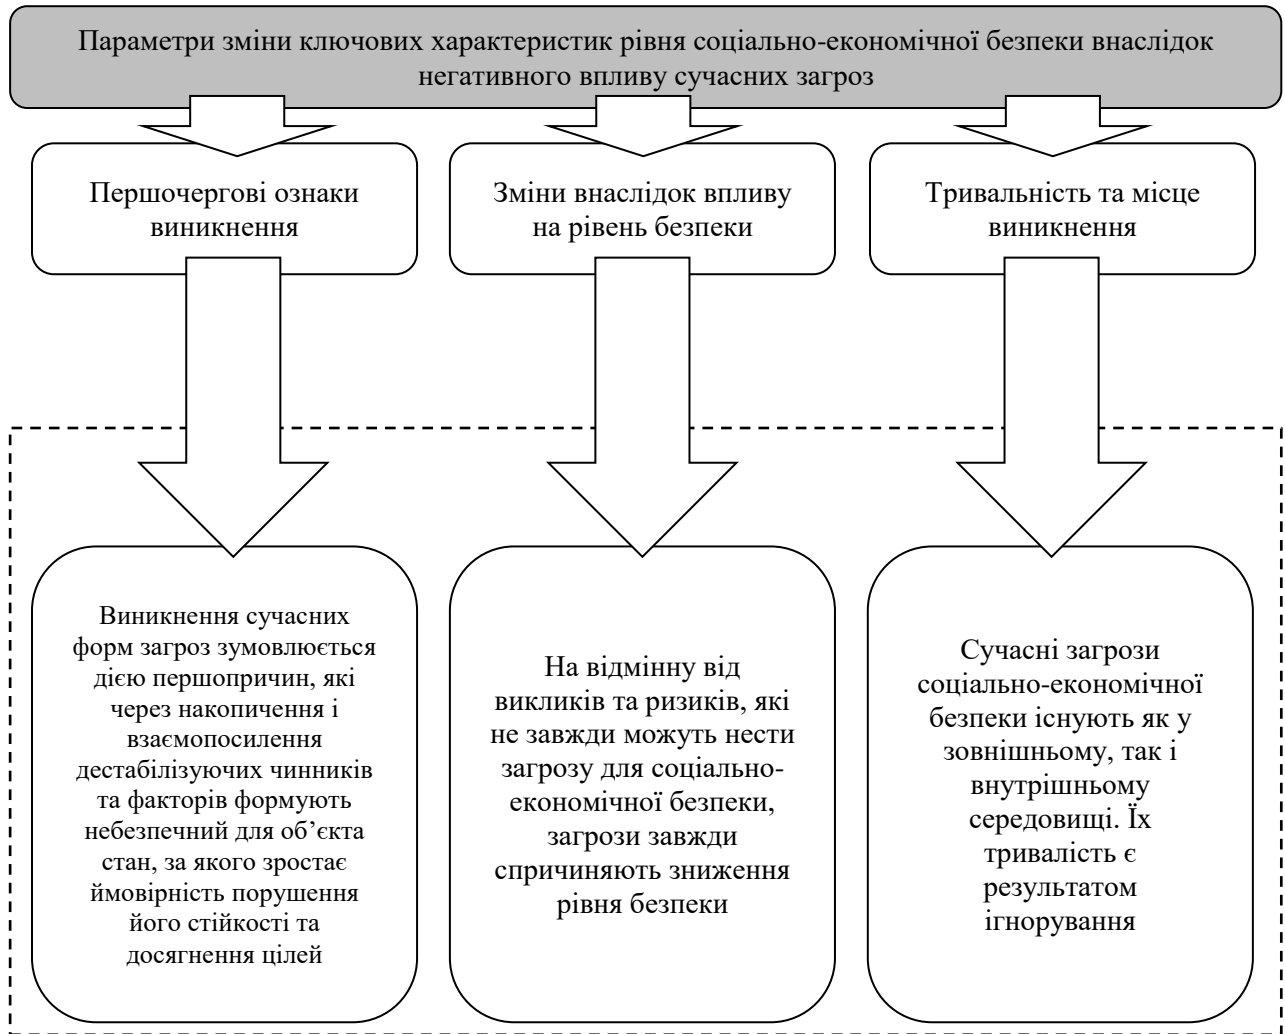 Параметри зміни ключових характеристик рівня соціально-економічної безпеки внаслідок
негативного впливу сучасних загроз
Першочергові ознаки
виникнення
Зміни внаслідок впливу
на рівень безпеки
Тривальність та місце
виникнення
Виникнення сучасних
форм загроз зумовлюється
дією першопричин, які
через накопичення і
взаємопосилення
дестабілізуючих чинників
та факторів формують
небезпечний для об’єкта
стан, за якого зростає
ймовірність порушення
його стійкості та
досягнення цілей
На відмінну від
викликів та ризиків, які
не завжди можуть нести
загрозу для соціально-
економічної безпеки,
загрози завжди
спричиняють зниження
рівня безпеки
Сучасні загрози
соціально-економічної
безпеки існують як у
зовнішньому, так і
внутрішньому
середовищі. Їх
тривалість є
результатом
ігнорування